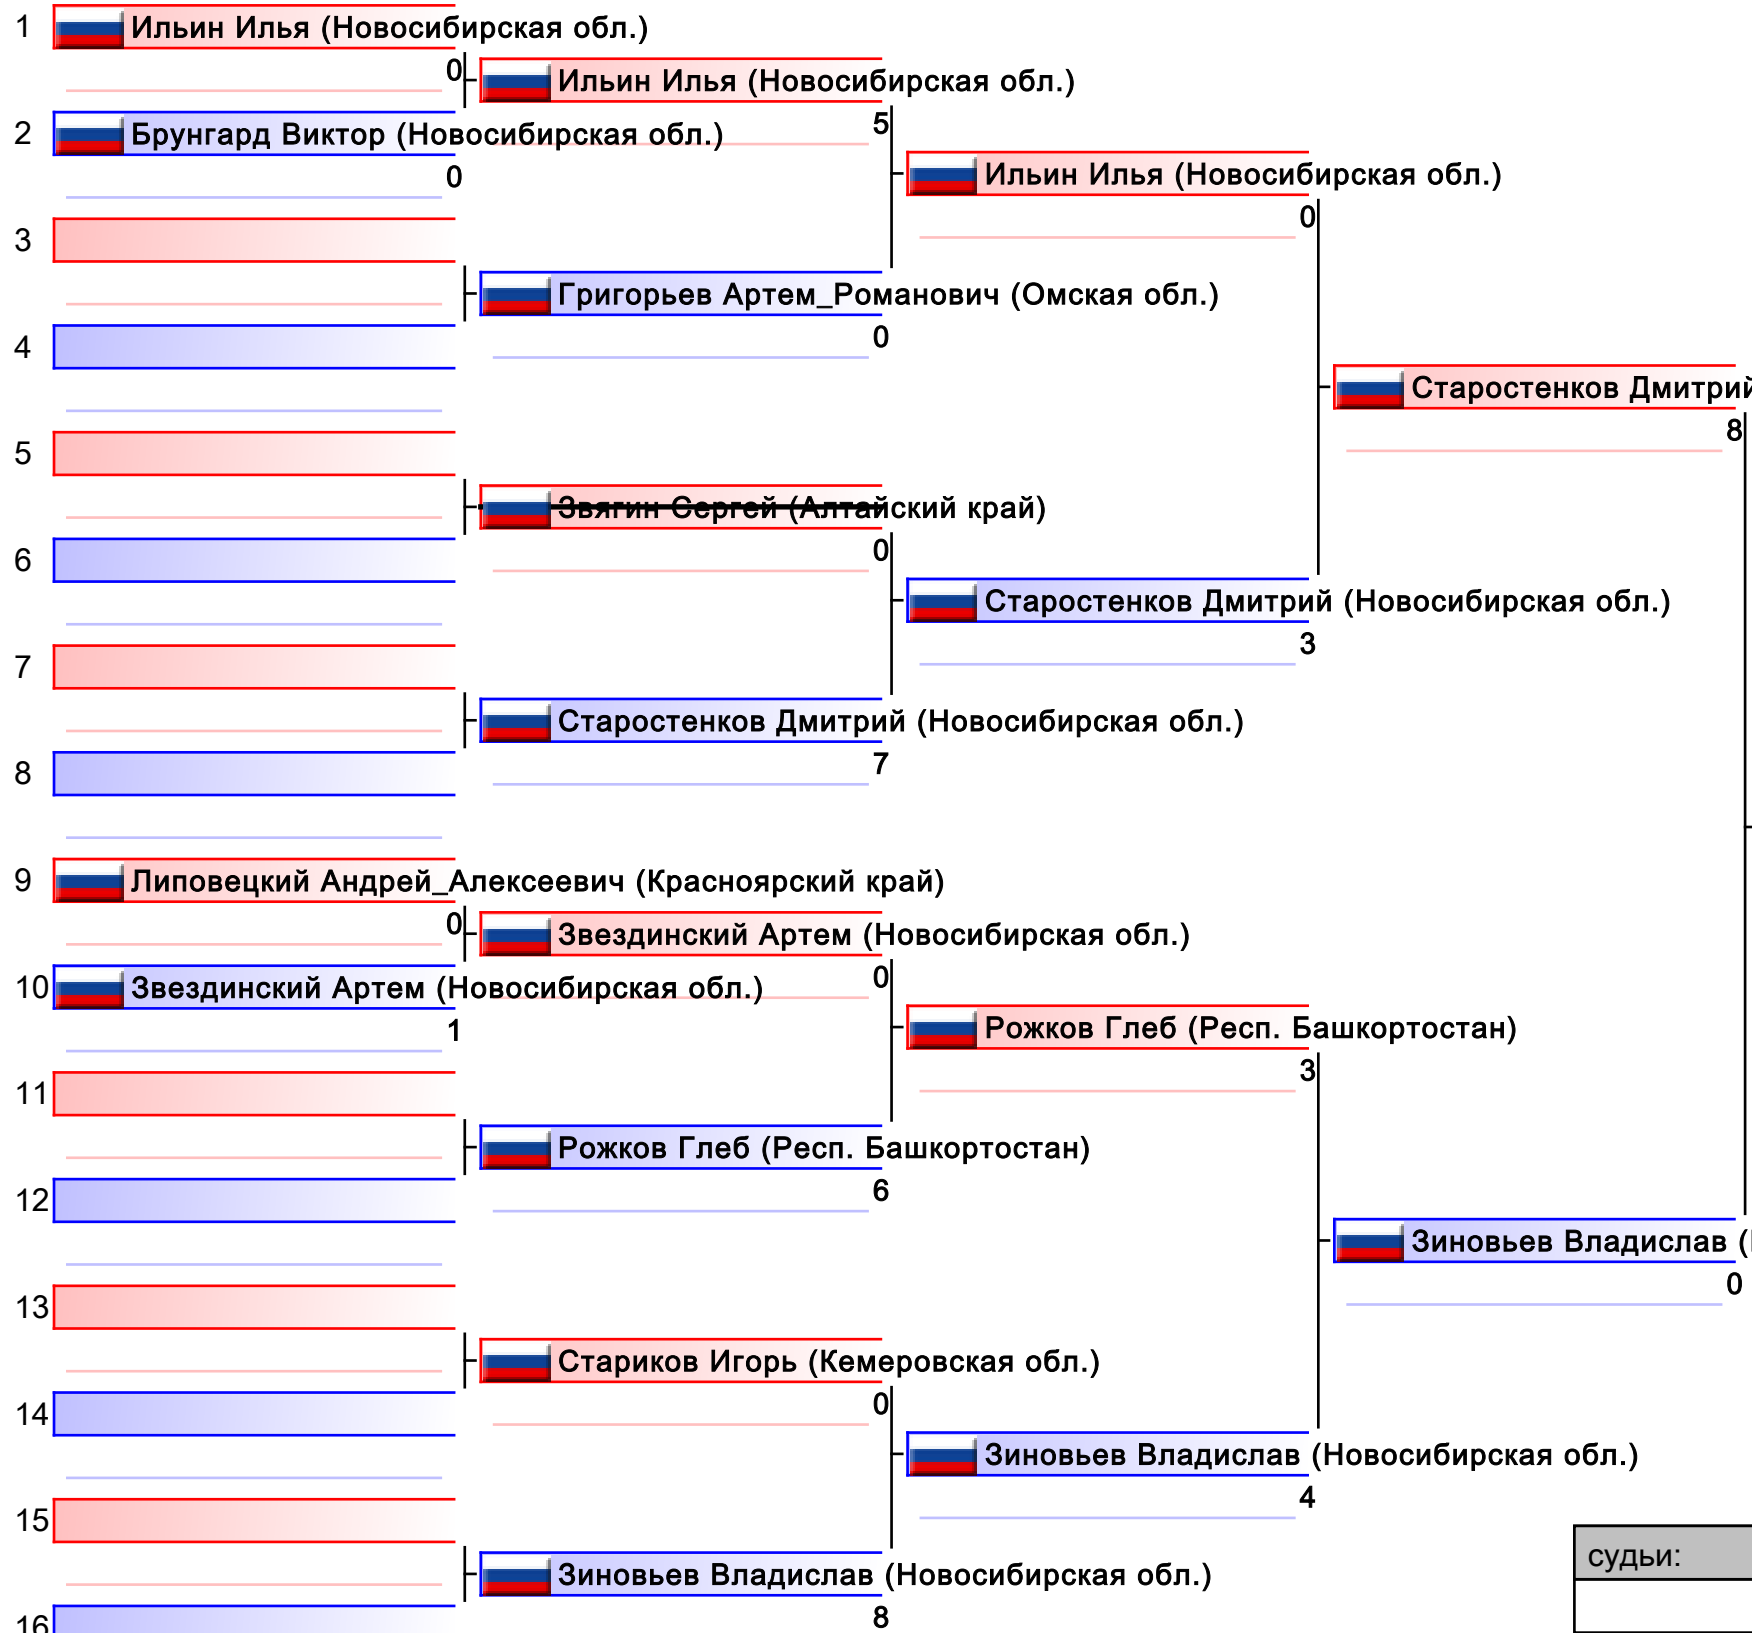 1 Ильин Илья (Новосибирская обл.)
0
Ильин Илья (Новосибирская обл.)
5
2 Брунгард Виктор (Новосибирская обл.)
0
Ильин Илья (Новосибирская обл.)
0
3
Григорьев Артем_Романович (Омская обл.)
0
4
Старостенков Дмитрий
8
5
Звягин Сергей (Алтайский край)
0
6
Старостенков Дмитрий (Новосибирская обл.)
3
7
Старостенков Дмитрий (Новосибирская обл.)
7
8
9 Липовецкий Андрей_Алексеевич (Красноярский край)
0
Звездинский Артем (Новосибирская обл.)
0
10 Звездинский Артем (Новосибирская обл.)
1
Рожков Глеб (Респ. Башкортостан)
3
11
Рожков Глеб (Респ. Башкортостан)
6
12
Зиновьев Владислав (
0
13
Стариков Игорь (Кемеровская обл.)
0
14
Зиновьев Владислав (Новосибирская обл.)
4
15
судьи:
Зиновьев Владислав (Новосибирская обл.)
8
16